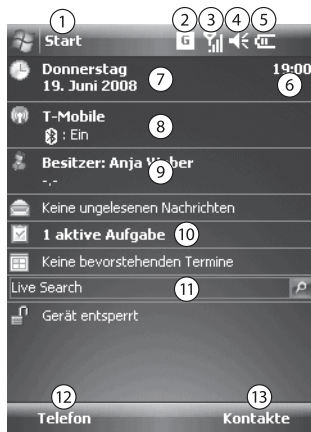 1 2 3 4 5
Start G
Donnerstag 7 19:00
19. Juni 2008 6
T-Mobile 8
: Ein
Besitzer: Anja 9
-.-
Keine ungelesenen Nachrichten
1 aktive Aufgabe 10
Keine bevorstehenden Termine
Live Search 11
Gerät entsperrt
12 13
Telefon Kontakte